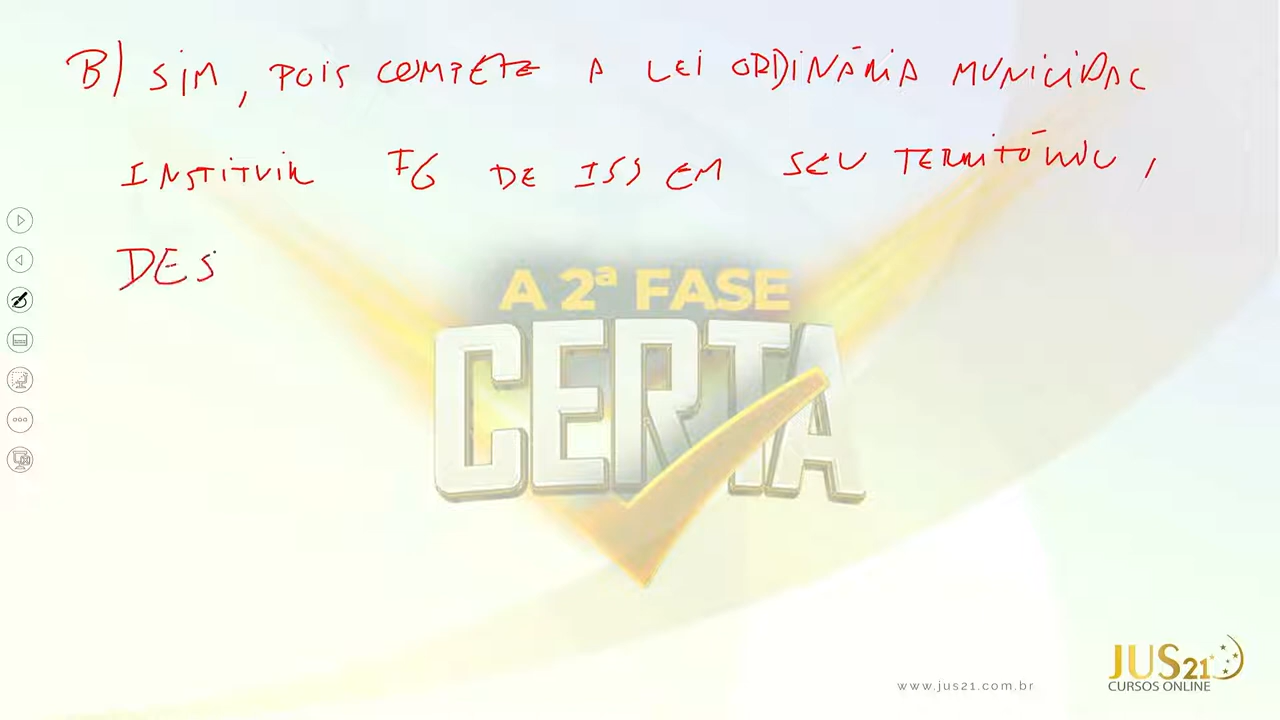 B) SIM, POIS COMPETE A LEI ORDINÁRIA MUNICIPAL
INSTITUIR FG DE ISS EM SEU TERRITÓRIO,
DES
A 2ª FASE
CERTA
www.jus21.com.br
JUS21
CURSOS ONLINE